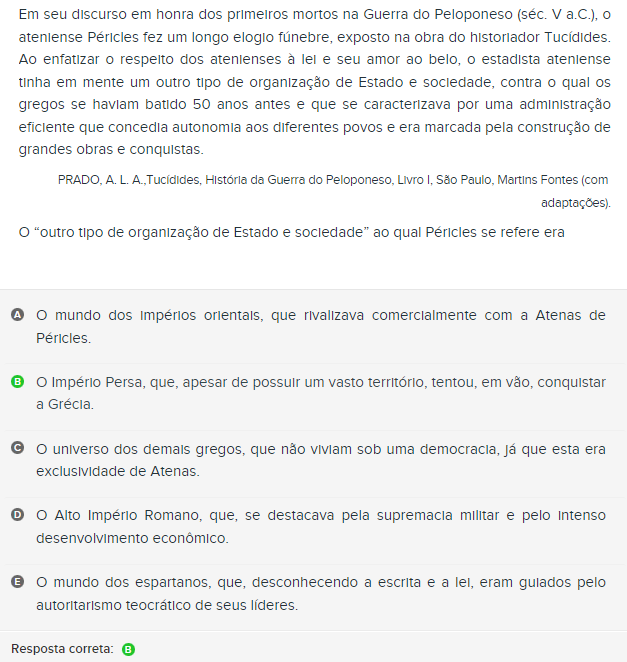 Em seu discurso em honra dos primeiros mortos na Guerra do Peloponeso (séc. V a.C.), o
ateniense Péricles fez um longo elogio fúnebre, exposto na obra do historiador Tucídides.
Ao enfatizar o respeito dos atenienses à lei e seu amor ao belo, o estadista ateniense
tinha em mente um outro tipo de organização de Estado e sociedade, contra o qual os
gregos se haviam batido 50 anos antes e que se caracterizava por uma administração
eficiente que concedia autonomia aos diferentes povos e era marcada pela construção de
grandes obras e conquistas.
PRADO, A. L. A.,Tucídides, História da Guerra do Peloponeso, Livro I, São Paulo, Martins Fontes (com
adaptações).
O “outro tipo de organização de Estado e sociedade” ao qual Péricles se refere era
A O mundo dos impérios orientais, que rivalizava comercialmente com a Atenas de
Péricles.
B O Império Persa, que, apesar de possuir um vasto território, tentou, em vão, conquistar
a Grécia.
C O universo dos demais gregos, que não viviam sob uma democracia, já que esta era
exclusividade de Atenas.
D O Alto Império Romano, que, se destacava pela supremacia militar e pelo intenso
desenvolvimento econômico.
E O mundo dos espartanos, que, desconhecendo a escrita e a lei, eram guiados pelo
autoritarismo teocrático de seus líderes.
Resposta correta: B